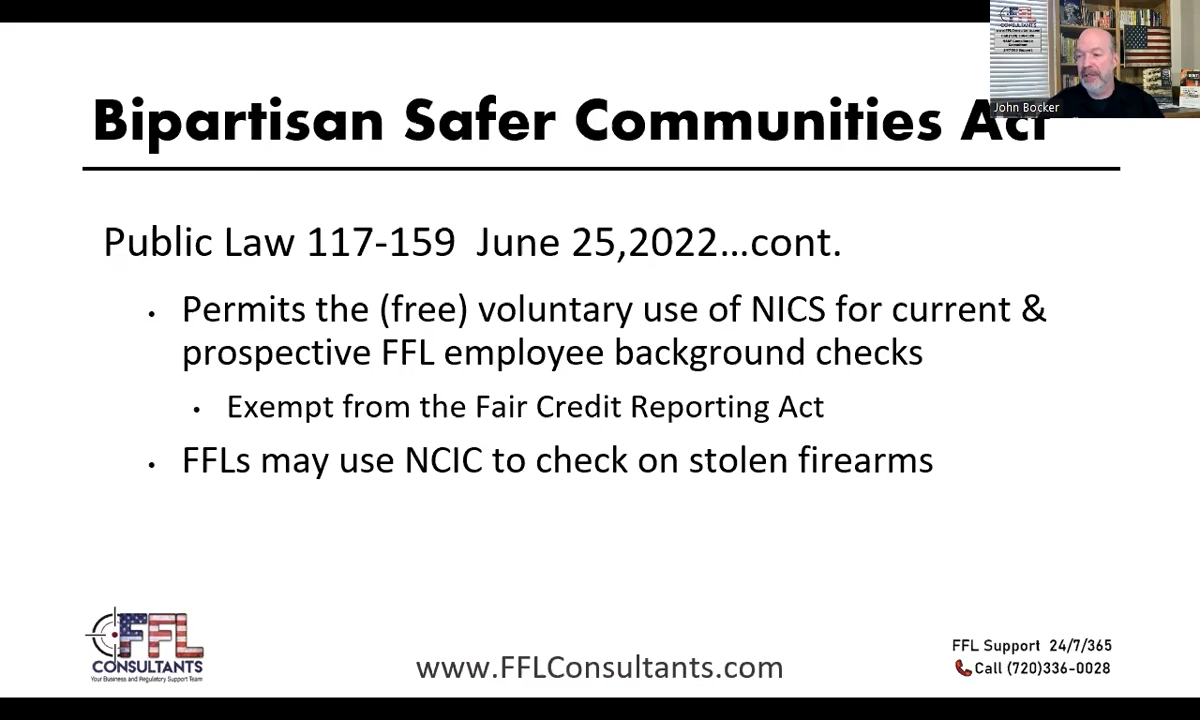 Bipartisan Safer Communities Act
John Bocker
Public Law 117-159  June 25,2022...cont.
• Permits the (free) voluntary use of NICS for current &
prospective FFL employee background checks
• Exempt from the Fair Credit Reporting Act
• FFLs may use NCIC to check on stolen firearms
FFL
CONSULTANTS
Your Business and Regulatory Support Team
www.FFLConsultants.com
FFL Support 24/7/365
Call (720)336-0028